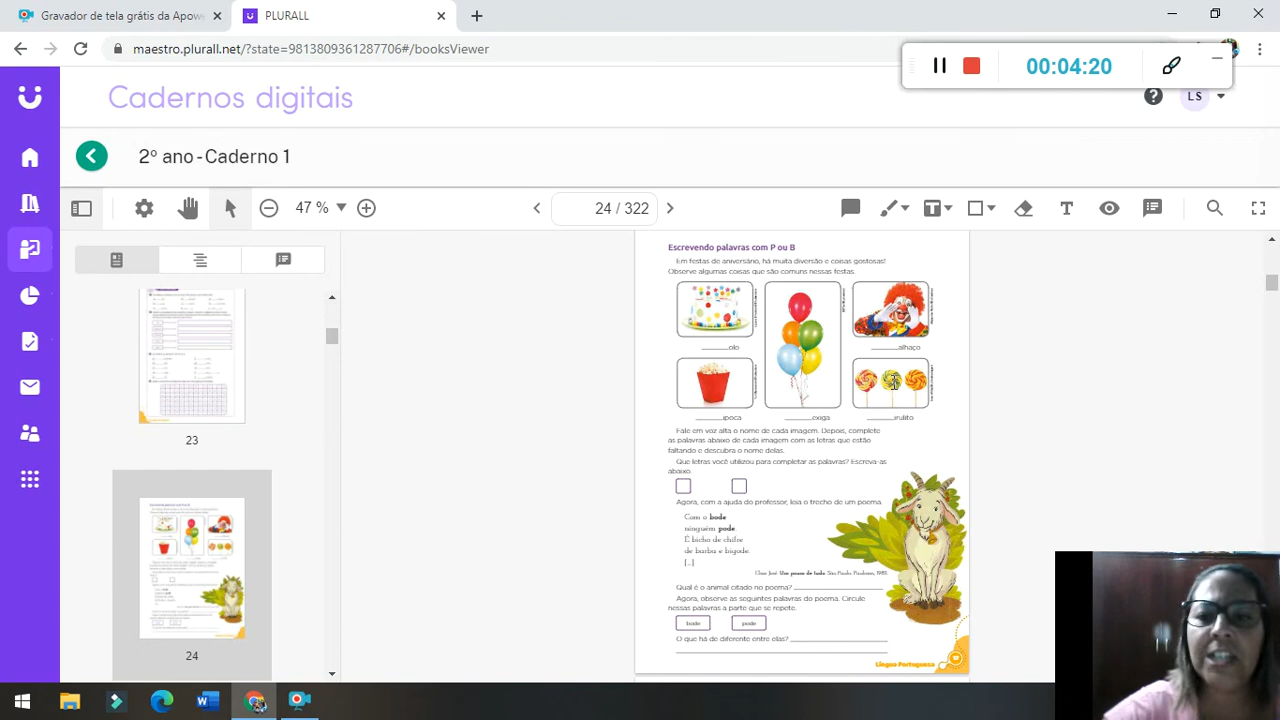 Gravador de tela grátis da Apowe
PLURALL
maestro.plurall.net/?state=9813809361287706#/booksViewer
00:04:20
Cadernos digitais
LS
2º ano - Caderno 1
47 %
24 / 322
Escrevendo palavras com P ou B
Em festas de aniversário, há muita diversão e coisas gostosas!
Observe algumas coisas que são comuns nessas festas.
______olo
______alhaço
______ipoca
______exiga
______irulito
Fale em voz alta o nome de cada imagem. Depois, complete
as palavras abaixo de cada imagem com as letras que estão
faltando e descubra o nome delas.
Que letras você utilizou para completar as palavras? Escreva-as
abaixo.
Agora, com a ajuda do professor, leia o trecho de um poema.
Com o bode
ninguém pode.
É bicho de chifre
de barba e bigode.
[...]
Qual é o animal citado no poema?
Agora, observe as seguintes palavras do poema. Circule
nessas palavras a parte que se repete.
bode pode
O que há de diferente entre elas?
Língua Portuguesa
23
24